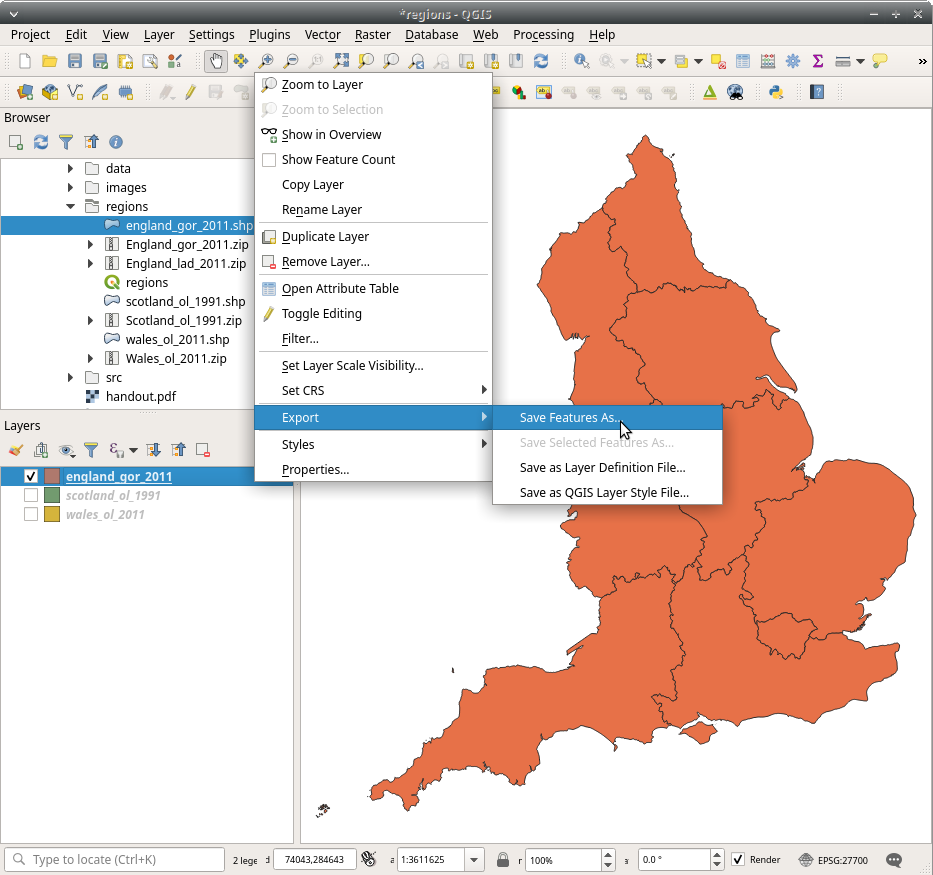 *regions - QGIS
Project Edit View Layer Settings Plugins Vector Raster Database Web Processing Help
Browser
data
images
regions
england_gor_2011.shp
England_gor_2011.zip
England_lad_2011.zip
regions
scotland_ol_1991.shp
Scotland_ol_1991.zip
wales_ol_2011.shp
Wales_ol_2011.zip
src
handout.pdf
Layers
england_gor_2011
scotland_ol_1991
wales_ol_2011
Zoom to Layer
Zoom to Selection
Show in Overview
Show Feature Count
Copy Layer
Rename Layer
Duplicate Layer
Remove Layer...
Open Attribute Table
Toggle Editing
Filter...
Set Layer Scale Visibility...
Set CRS
Export
Styles
Properties...
Save Features As...
Save Selected Features As...
Save as Layer Definition File...
Save as QGIS Layer Style File...
Type to locate (Ctrl+K) 2 lege 74043,284643 1:3611625 100% 0.0 ° Render EPSG:27700